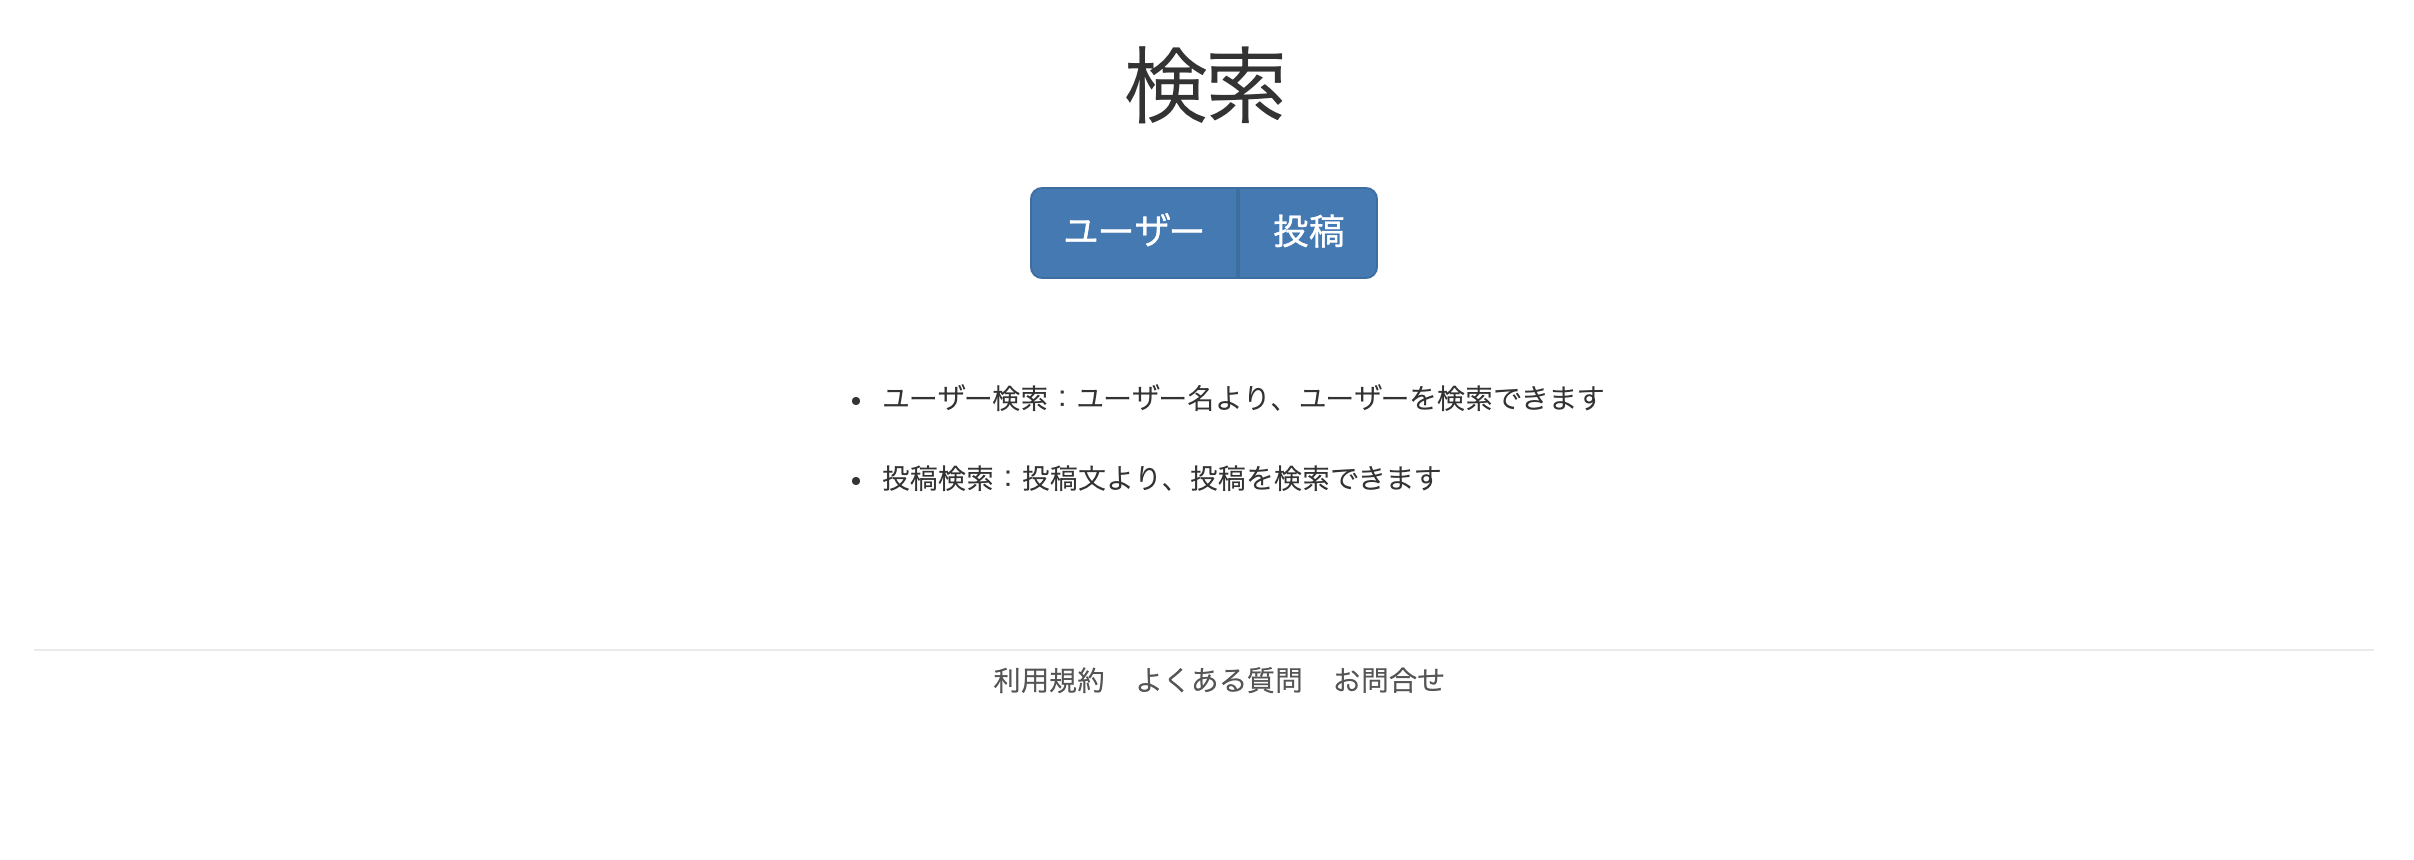 検索
ユーザー 投稿
• ユーザー検索：ユーザー名より、ユーザーを検索できます
• 投稿検索：投稿文より、投稿を検索できます
利用規約 よくある質問 お問合せ